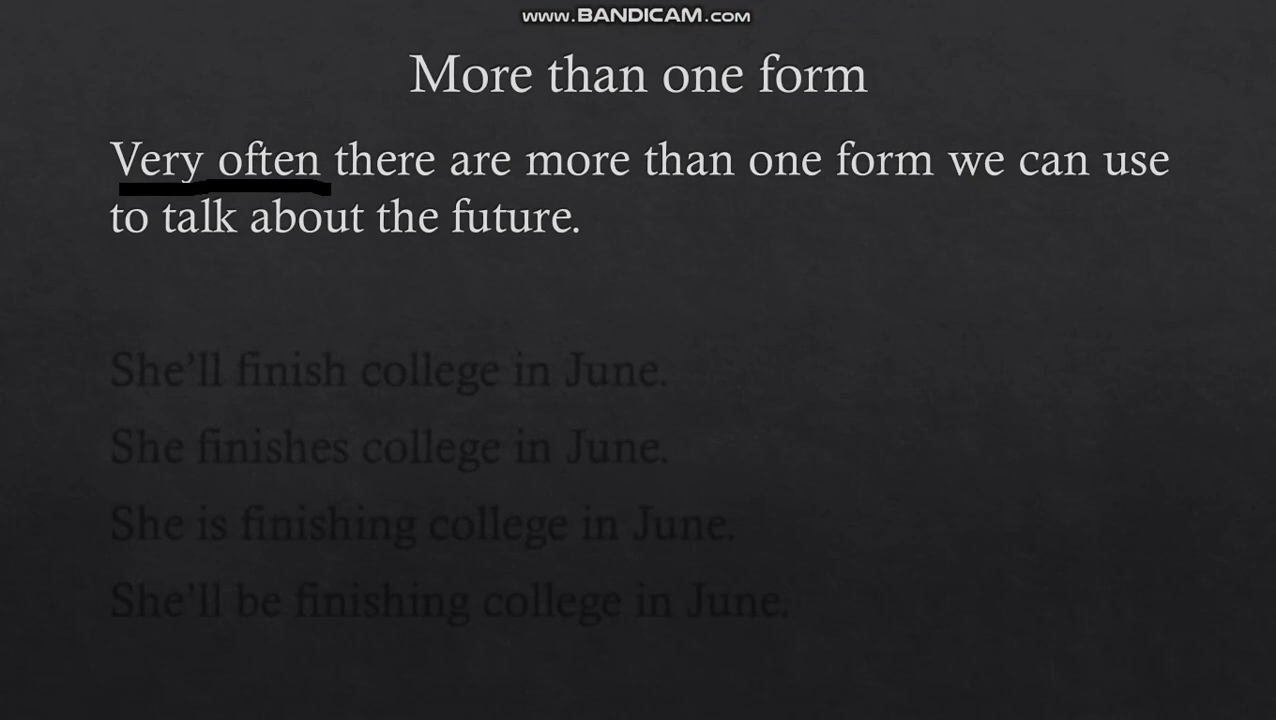 www.BANDICAM.com
More than one form
Very often there are more than one form we can use
to talk about the future.
She'll finish college in June.
She finishes college in June.
She is finishing college in June.
She'll be finishing college in June.